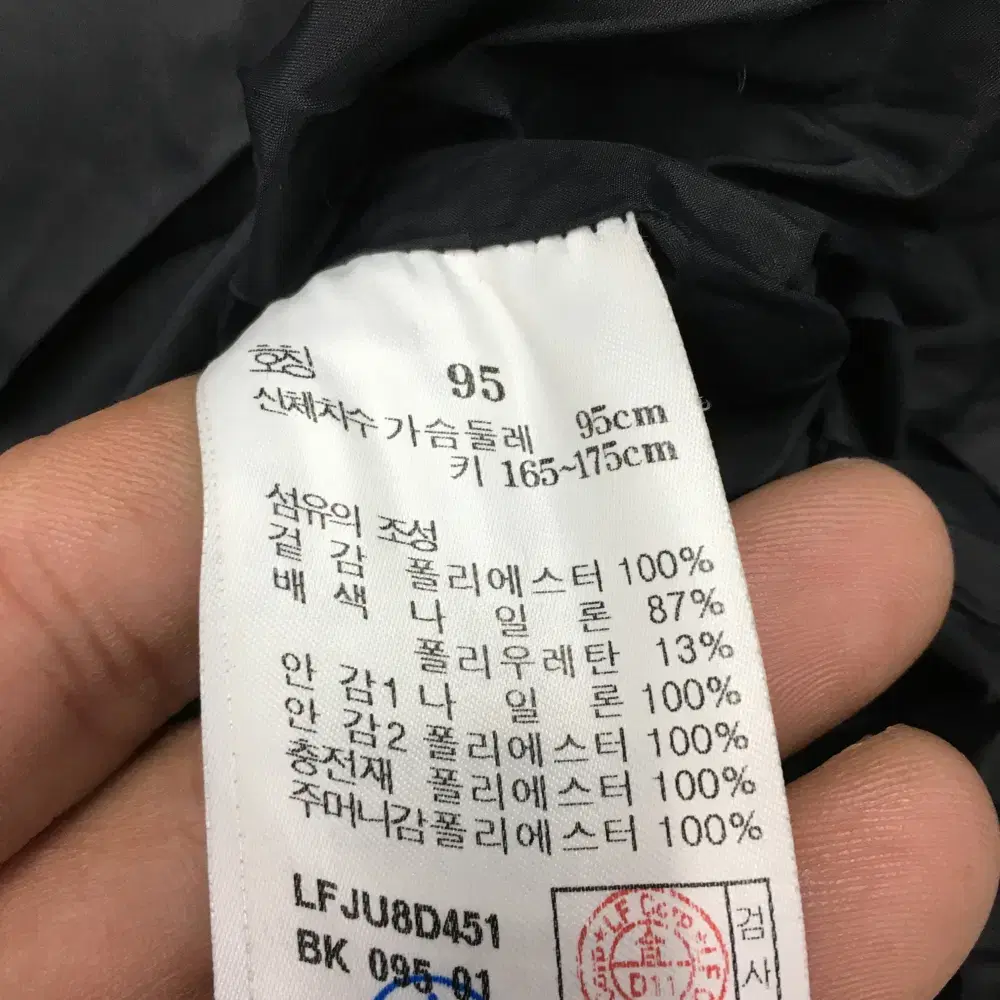 호칭 95
신체치수 가슴둘레 95cm
키 165~175cm
섬유의 조성
겉 감 폴리에스터 100%
배 색 나 일 론 87%
폴리우레탄 13%
안 감1 나 일 론 100%
안 감2 폴리에스터 100%
충전재 폴리에스터 100%
주머니감 폴리에스터 100%
LFJU8D451
BK 095 01
LF Corp
D11
검
사